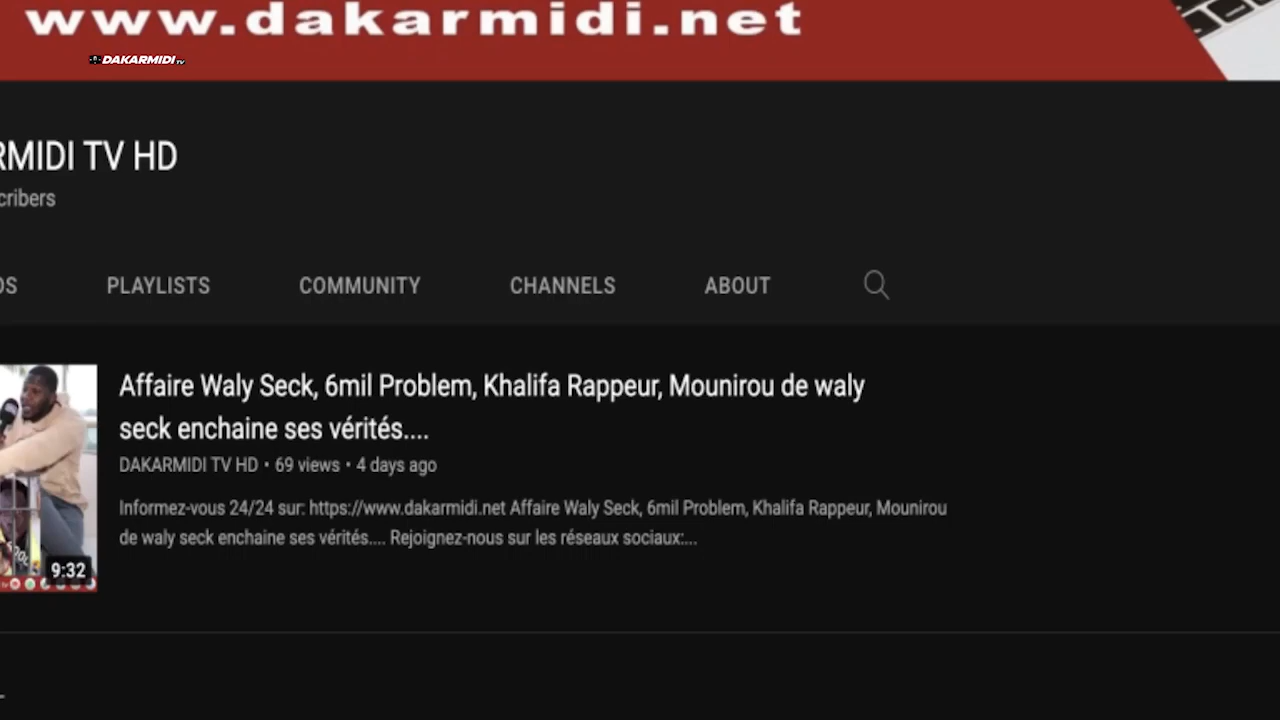 www.dakarmidi.net
DAKARMIDI TV
RMIDI TV HD
cribers
DS PLAYLISTS COMMUNITY CHANNELS ABOUT
Affaire Waly Seck, 6mil Problem, Khalifa Rappeur, Mounirou de waly
seck enchaine ses vérités....
DAKARMIDI TV HD • 69 views • 4 days ago
Informez-vous 24/24 sur: https://www.dakarmidi.net Affaire Waly Seck, 6mil Problem, Khalifa Rappeur, Mounirou
de waly seck enchaine ses vérités.... Rejoignez-nous sur les réseaux sociaux:...
9:32